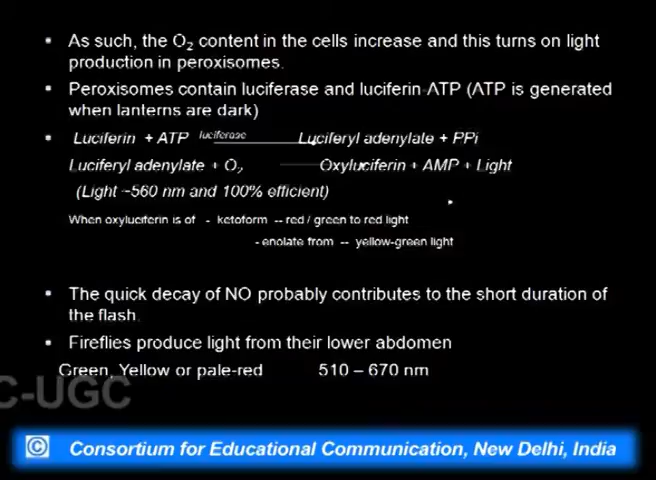 • As such, the O₂ content in the cells increase and this turns on light
production in peroxisomes.
• Peroxisomes contain luciferase and luciferin-ATP (ATP is generated
when lanterns are dark)
• Luciferin + ATP luciferase Luciferyl adenylate + PPi
Luciferyl adenylate + O₂ Oxyluciferin + AMP + Light
(Light ~560 nm and 100% efficient)
When oxyluciferin is of - ketoform -- red / green to red light
- enolate from -- yellow-green light
• The quick decay of NO probably contributes to the short duration of
the flash.
• Fireflies produce light from their lower abdomen
Green, Yellow or pale-red 510 – 670 nm
C-UGC
© Consortium for Educational Communication, New Delhi, India